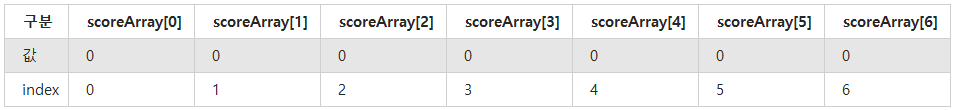 구분 scoreArray[0] scoreArray[1] scoreArray[2] scoreArray[3] scoreArray[4] scoreArray[5] scoreArray[6]
값 0 0 0 0 0 0 0
index 0 1 2 3 4 5 6